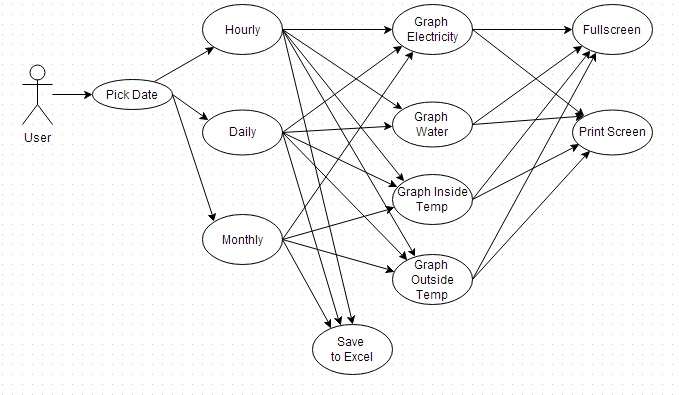 User
Pick Date
Hourly
Daily
Monthly
Graph
Electricity
Graph
Water
Graph Inside
Temp
Graph
Outside
Temp
Save
to Excel
Fullscreen
Print Screen